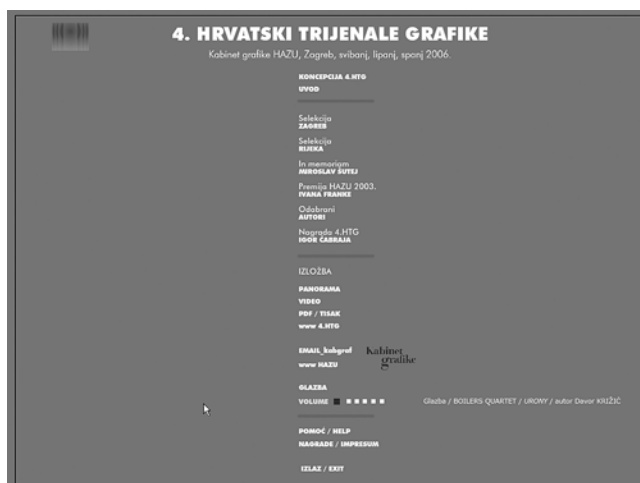 4. HRVATSKI TRIJENALE GRAFIKE
Kabinet grafike HAZU, Zagreb, svibanj, lipanj, spanj 2006.
KONCEPCIJA 4.HTG
UVOD
Selekcija
ZAGREB
Selekcija
RIJEKA
In memoriam
MIROSLAV ŠUTEJ
Premija HAZU 2003.
IVANA FRANKE
Odabrani
AUTORI
Nagrada 4.HTG
IGOR ČABRAJA
IZLOŽBA
PANORAMA
VIDEO
PDF / TISAK
www 4.HTG
EMAIL_kabgraf
Kabinet
grafike
www HAZU
GLAZBA
VOLUME
Glazba / BOILERS QUARTET / URONY / autor Davor KRIŽIĆ
POMOĆ / HELP
NAGRADE / IMPRESSUM
IZLAZ / EXIT